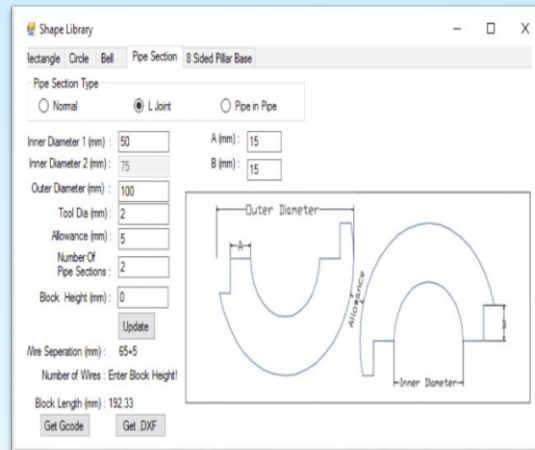 Shape Library
Rectangle Circle Bell Pipe Section 8 Sided Pillar Base
Pipe Section Type
Normal L Joint Pipe in Pipe
Inner Diameter 1 (mm) : 50 A (mm) : 15
Inner Diameter 2 (mm) : 75 B (mm) : 15
Outer Diameter (mm) : 100
Tool Dia (mm) : 2
Allowance (mm) : 5
Number Of
Pipe Sections : 2
Block Height (mm) : 0
Update
Wire Seperation (mm) : 65+5
Number of Wires : Enter Block Height!
Block Length (mm) : 192.33
Get Gcode Get .DXF
Outer Diameter
A
Allowance
B
Inner Diameter